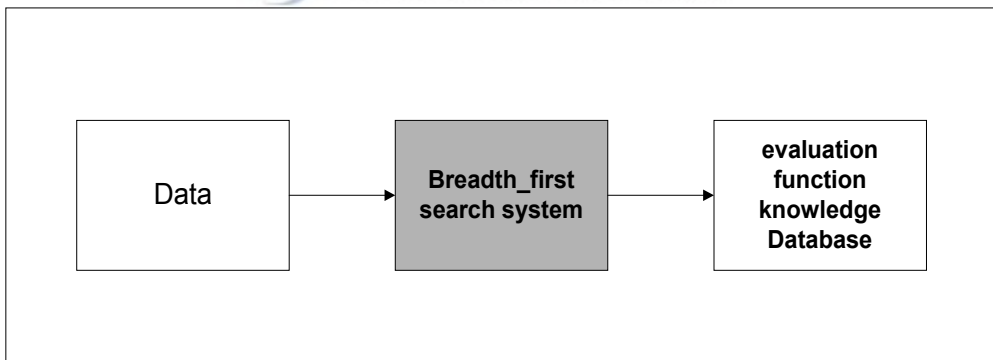 Data
Breadth_first
search system
evaluation
function
knowledge
Database